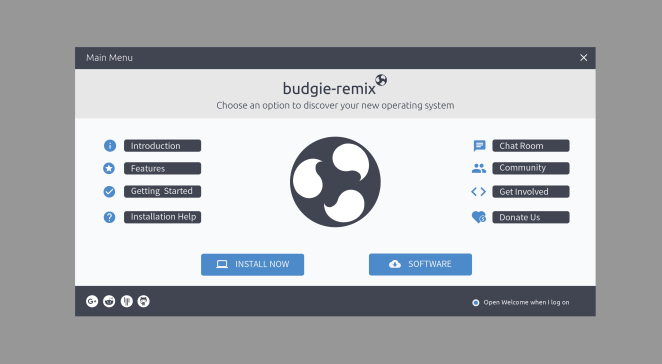 Main Menu
budgie-remix
Choose an option to discover your new operating system
Introduction
Features
Getting Started
Installation Help
Chat Room
Community
Get Involved
Donate Us
INSTALL NOW
SOFTWARE
G+
Open Welcome when I log on